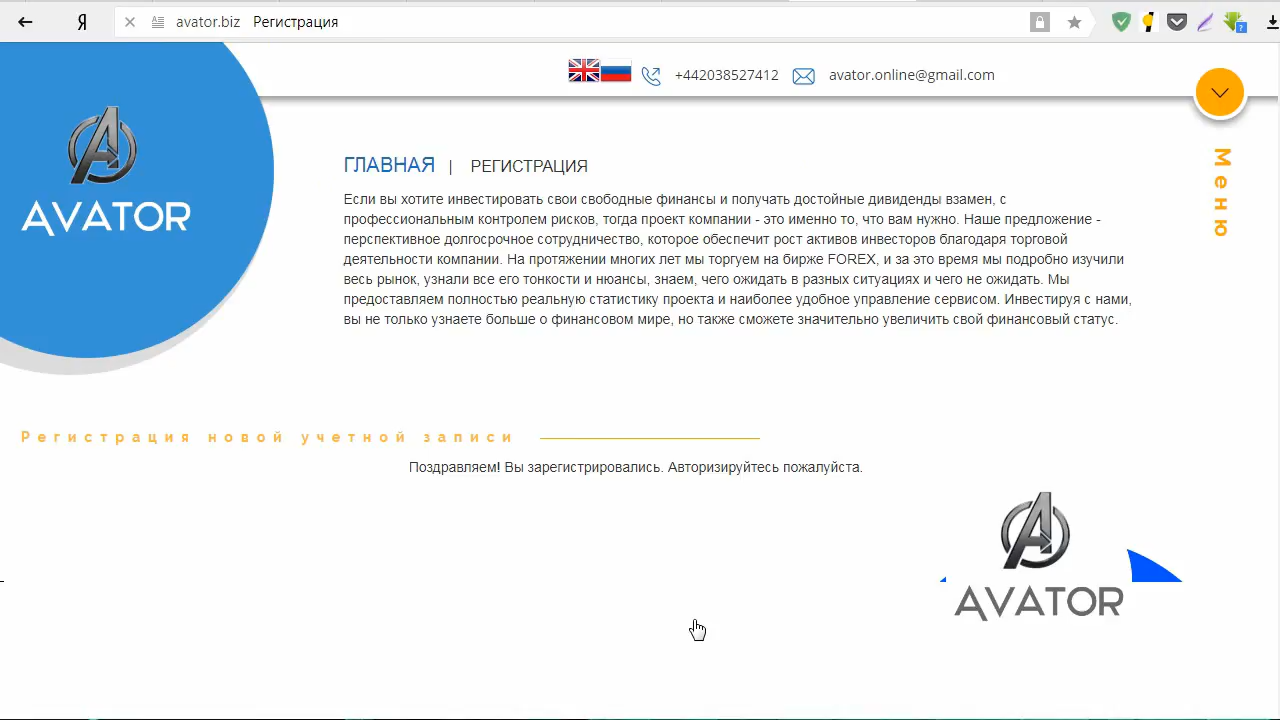 Я avator.biz Регистрация
+442038527412 avator.online@gmail.com
AVATOR
Меню
ГЛАВНАЯ | РЕГИСТРАЦИЯ
Если вы хотите инвестировать свои свободные финансы и получать достойные дивиденды взамен, с
профессиональным контролем рисков, тогда проект компании - это именно то, что вам нужно. Наше предложение -
перспективное долгосрочное сотрудничество, которое обеспечит рост активов инвесторов благодаря торговой
деятельности компании. На протяжении многих лет мы торгуем на бирже FOREX, и за это время мы подробно изучили
весь рынок, узнали все его тонкости и нюансы, знаем, чего ожидать в разных ситуациях и чего не ожидать. Мы
предоставляем полностью реальную статистику проекта и наиболее удобное управление сервисом. Инвестируя с нами,
вы не только узнаете больше о финансовом мире, но также сможете значительно увеличить свой финансовый статус.
Регистрация новой учетной записи
Поздравляем! Вы зарегистрировались. Авторизируйтесь пожалуйста.
AVATOR